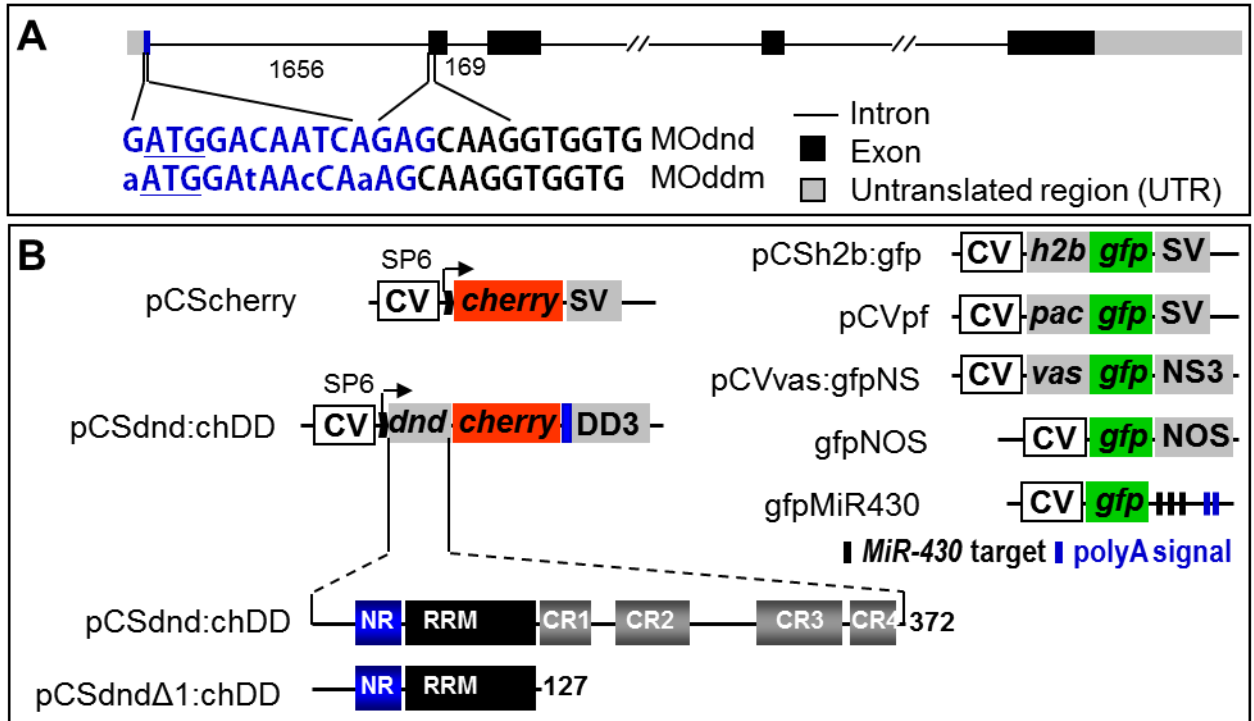 A
1656
169
GATGGACAATCAGAGCAAGGTGGTG MOdnd
aATGGAtAAcCAaAGCAAGGTGGTG MOddm
Intron
Exon
Untranslated region (UTR)
B
SP6
pCScherry
CV cherry SV
SP6
pCSdnd:chDD
CV dnd cherry DD3
pCSh2b:gfp
CV h2b gfp SV
pCVpf
CV pac gfp SV
pCVvas:gfpNS
CV vas gfp NS3
gfpNOS
CV gfp NOS
gfpMiR430
CV gfp
MiR-430 target polyA signal
pCSdnd:chDD
NR RRM CR1 CR2 CR3 CR4 372
pCSdndΔ1:chDD
NR RRM 127